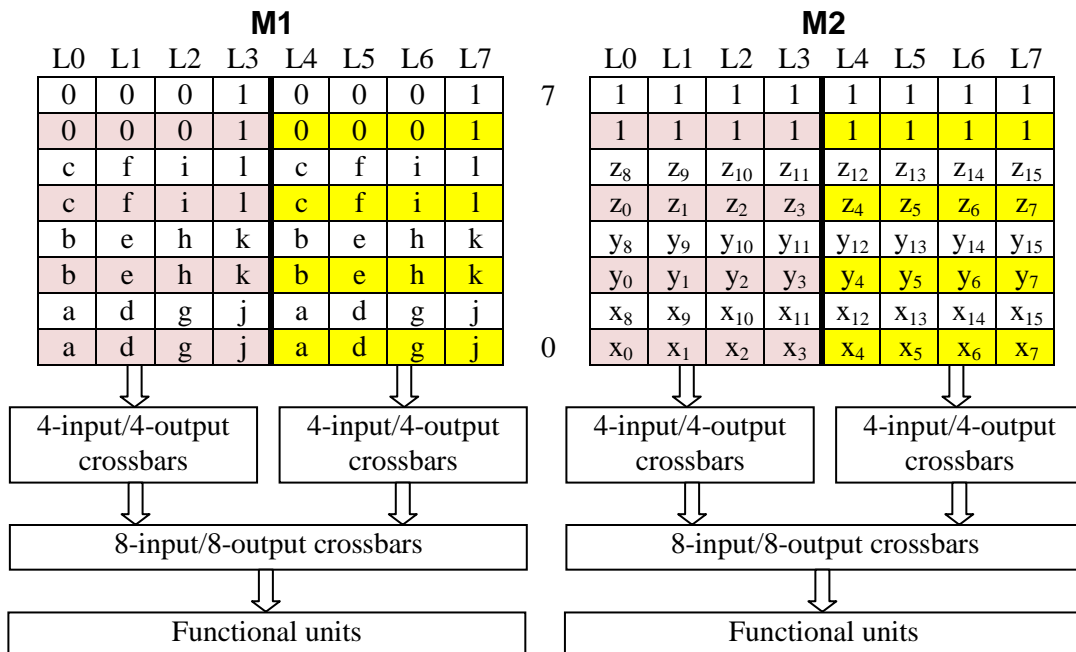 M1 M2
L0 L1 L2 L3 L4 L5 L6 L7 L0 L1 L2 L3 L4 L5 L6 L7
0 0 0 1 0 0 0 1 7 1 1 1 1 1 1 1 1
0 0 0 1 0 0 0 1 1 1 1 1 1 1 1 1
c f i l c f i l z₈ z₉ z₁₀ z₁₁ z₁₂ z₁₃ z₁₄ z₁₅
c f i l c f i l z₀ z₁ z₂ z₃ z₄ z₅ z₆ z₇
b e h k b e h k y₈ y₉ y₁₀ y₁₁ y₁₂ y₁₃ y₁₄ y₁₅
b e h k b e h k y₀ y₁ y₂ y₃ y₄ y₅ y₆ y₇
a d g j a d g j x₈ x₉ x₁₀ x₁₁ x₁₂ x₁₃ x₁₄ x₁₅
a d g j a d g j 0 x₀ x₁ x₂ x₃ x₄ x₅ x₆ x₇
4-input/4-output 4-input/4-output 4-input/4-output 4-input/4-output
crossbars crossbars crossbars crossbars
8-input/8-output crossbars 8-input/8-output crossbars
Functional units Functional units